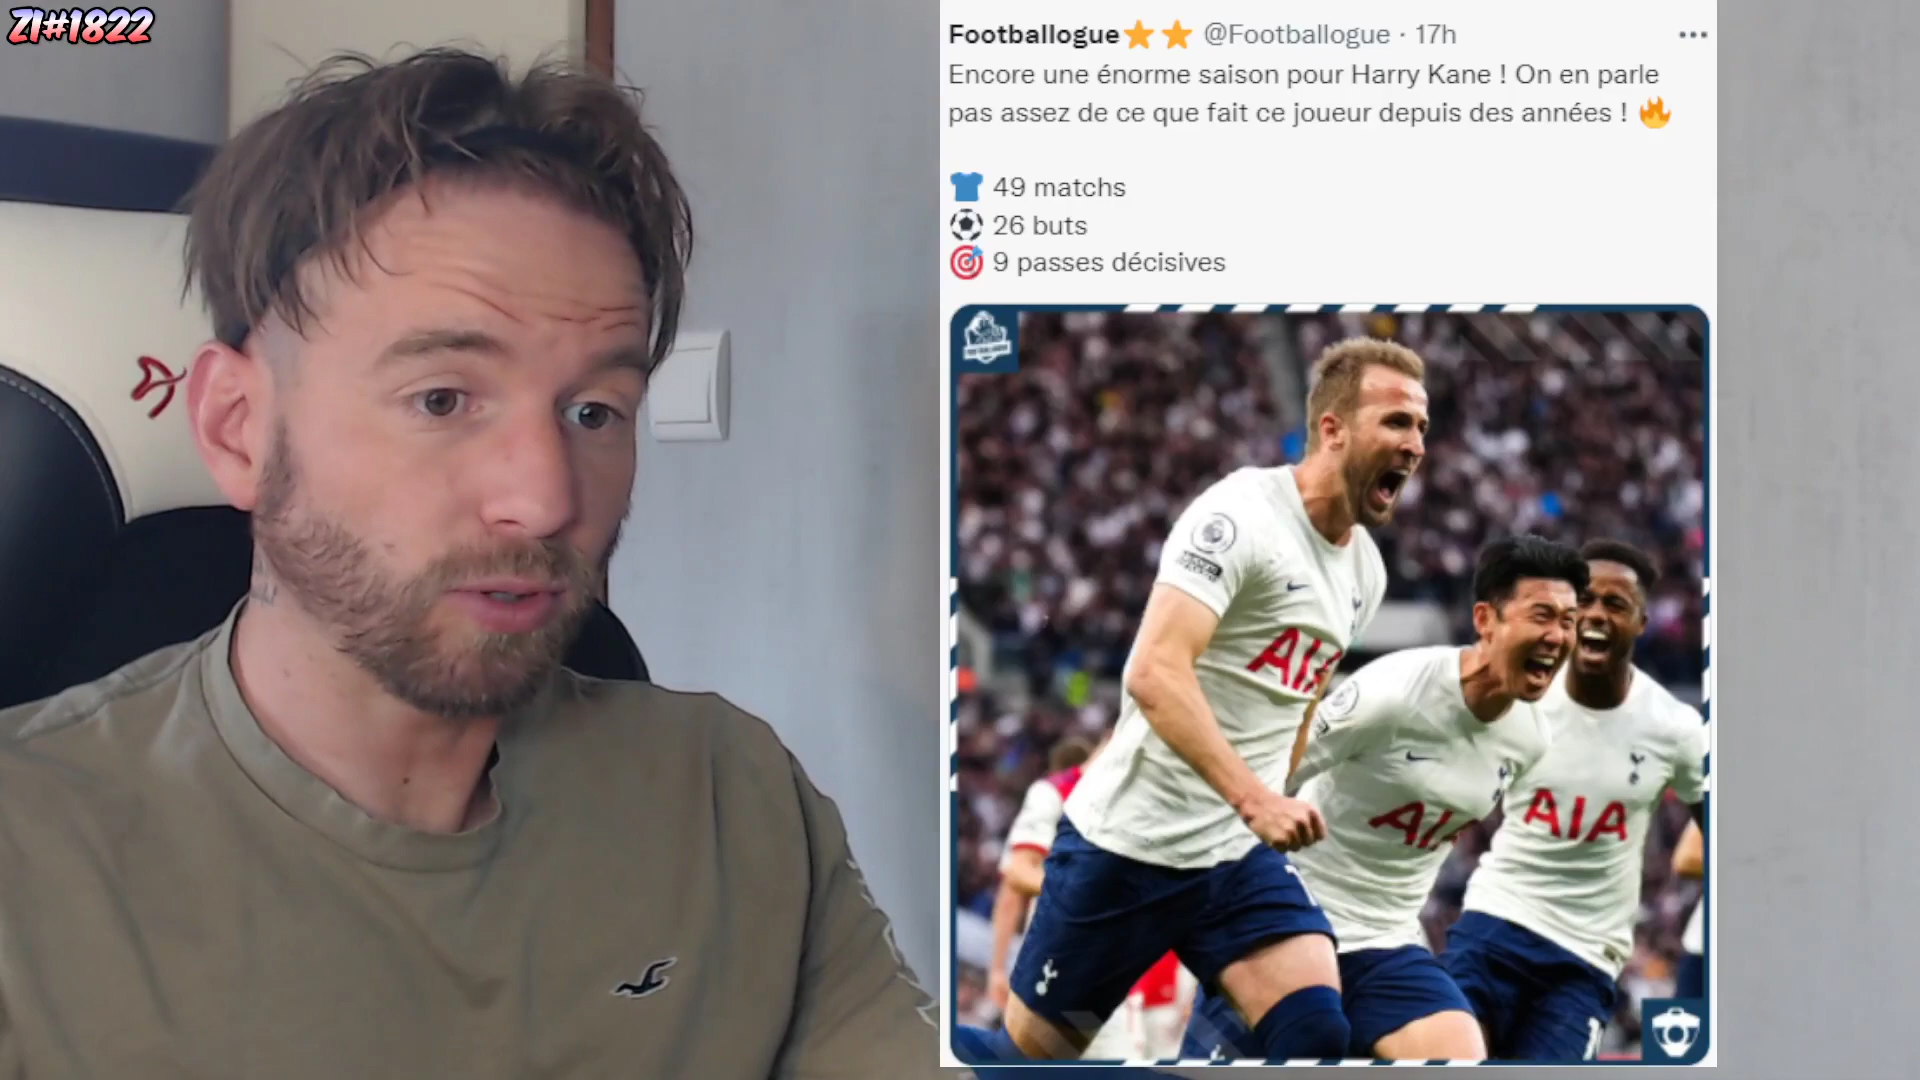 ZI#1822
Footballogue⭐⭐ @Footballogue · 17h
Encore une énorme saison pour Harry Kane ! On en parle
pas assez de ce que fait ce joueur depuis des années ! 🔥
👕 49 matchs
⚽ 26 buts
🎯 9 passes décisives
AIA
AIA
AIA